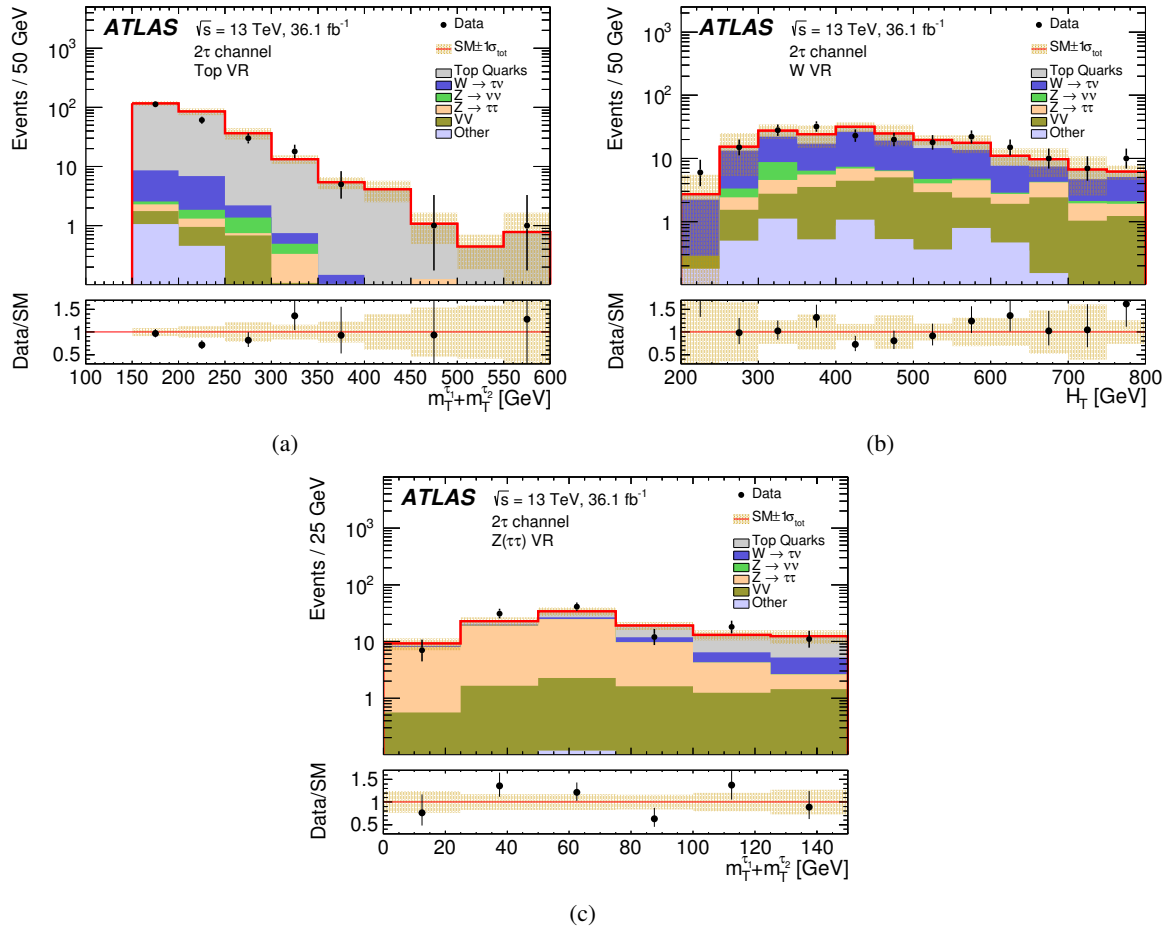 ATLAS
√s = 13 TeV, 36.1 fb⁻¹
2τ channel
Top VR
Data
SM±1σtot
Top Quarks
W → τν
Z → νν
Z → ττ
VV
Other
Events / 50 GeV
10³
10²
10
1
Data/SM
1.5
1
0.5
100 150 200 250 300 350 400 450 500 550 600
m_T^τ₁+m_T^τ₂ [GeV]
(a)
ATLAS
√s = 13 TeV, 36.1 fb⁻¹
2τ channel
W VR
Data
SM±1σtot
Top Quarks
W → τν
Z → νν
Z → ττ
VV
Other
Events / 50 GeV
10³
10²
10
1
Data/SM
1.5
1
0.5
200 300 400 500 600 700 800
H_T [GeV]
(b)
ATLAS
√s = 13 TeV, 36.1 fb⁻¹
2τ channel
Z(ττ) VR
Data
SM±1σtot
Top Quarks
W → τν
Z → νν
Z → ττ
VV
Other
Events / 25 GeV
10³
10²
10
1
Data/SM
1.5
1
0.5
0 20 40 60 80 100 120 140
m_T^τ₁+m_T^τ₂ [GeV]
(c)